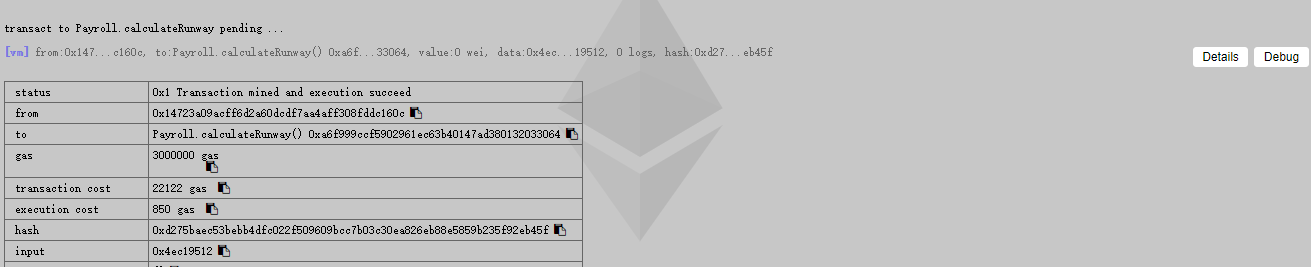 transact to Payroll.calculateRunway pending ...
[vm] from:0x147...c160c, to:Payroll.calculateRunway() 0xa6f...33064, value:0 wei, data:0x4ec...19512, 0 logs, hash:0xd27...eb45f
Details Debug
status 0x1 Transaction mined and execution succeed
from 0x14723a09acff6d2a60dcdf7aa4aff308fddc160c
to Payroll.calculateRunway() 0xa6f999ccf5902961ec63b40147ad380132033064
gas 3000000 gas
transaction cost 22122 gas
execution cost 850 gas
hash 0xd275baec53bebb4dfc022f509609bcc7b03c30ea826eb88e5859b235f92eb45f
input 0x4ec19512